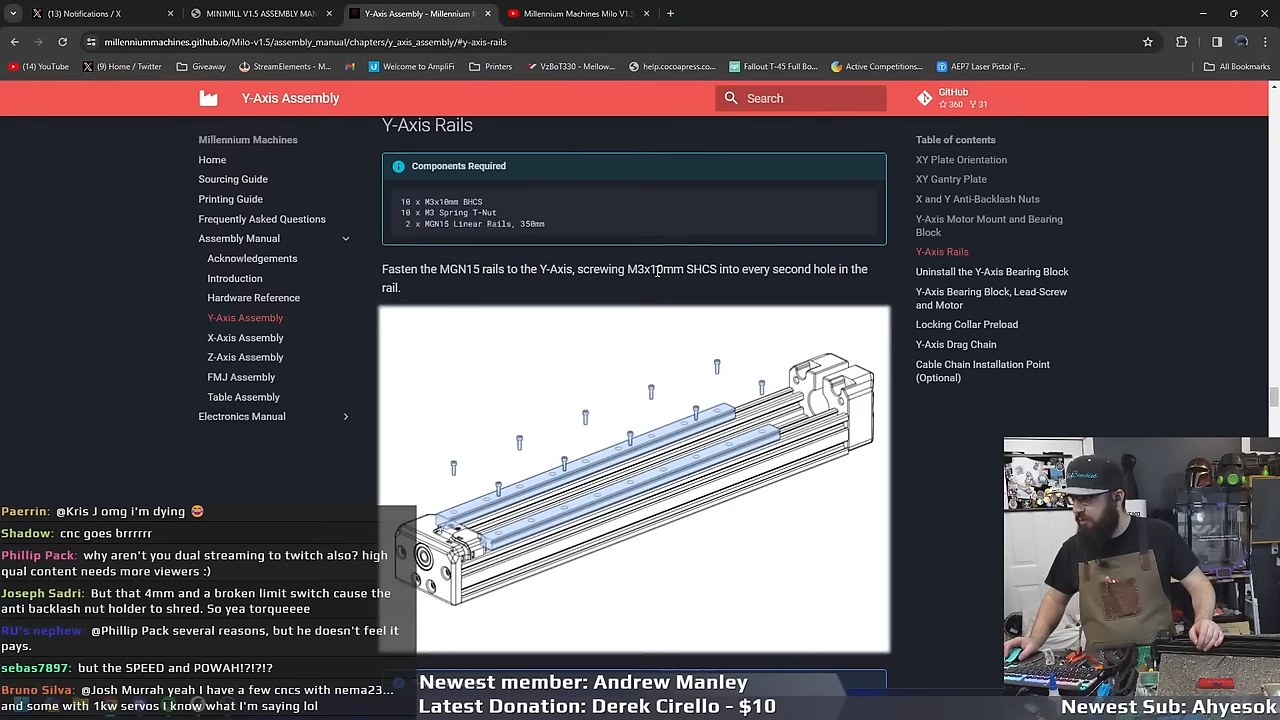 (13) Notifications / X
MINIMILL V1.5 ASSEMBLY MAN
Y-Axis Assembly - Millennium
Millennium Machines Milo v1.5
milleniummachines.github.io/Milo-v1.5/assembly_manual/chapters/y_axis_assembly/#y-axis-rails
(14) YouTube
(9) Home / Twitter
Giveaway
StreamElements - M...
Welcome to AmpliFi
Printers
VzBoT330 - Mellow...
help.cocoapress.co...
Fallout T-45 Full Bo...
Active Competitions...
AEP7 Laser Pistol (F...
All Bookmarks
Y-Axis Assembly
Search
GitHub
360 31
Millennium Machines
Home
Sourcing Guide
Printing Guide
Frequently Asked Questions
Assembly Manual
Acknowledgements
Introduction
Hardware Reference
Y-Axis Assembly
X-Axis Assembly
Z-Axis Assembly
FMJ Assembly
Table Assembly
Electronics Manual
Y-Axis Rails
Components Required
10 x M3x10mm BHCS
10 x M3 Spring T-Nut
2 x MGN15 Linear Rails, 350mm
Fasten the MGN15 rails to the Y-Axis, screwing M3x10mm SHCS into every second hole in the
rail.
Table of contents
XY Plate Orientation
XY Gantry Plate
X and Y Anti-Backlash Nuts
Y-Axis Motor Mount and Bearing
Block
Y-Axis Rails
Uninstall the Y-Axis Bearing Block
Y-Axis Bearing Block, Lead-Screw
and Motor
Locking Collar Preload
Y-Axis Drag Chain
Cable Chain Installation Point
(Optional)
Paerrin: @Kris J omg i'm dying
Shadow: cnc goes brrrrrr
Phillip Pack: why aren't you dual streaming to twitch also? high
qual content needs more viewers :)
Joseph Sadri: But that 4mm and a broken limit switch cause the
anti backlash nut holder to shred. So yea torqueeee
RU's nephew: @Phillip Pack several reasons, but he doesn't feel it
pays.
sebas7897: but the SPEED and POWAH!?!?!?
Bruno Silva: @Josh Murrah yeah I have a few cncs with nema23...
and some with 1kw servos i know what I'm saying lol
Newest member: Andrew Manley
Latest Donation: Derek Cirello - $10
Newest Sub: Ahyesok